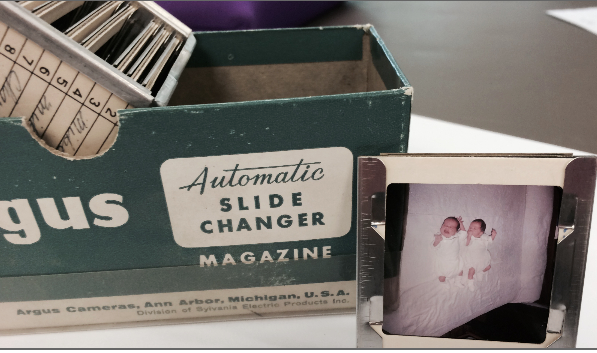 8 7 6 5 4 3 2
gus
Automatic
SLIDE
CHANGER
MAGAZINE
Argus Cameras, Ann Arbor, Michigan, U.S.A.
Division of Sylvania Electric Products Inc.